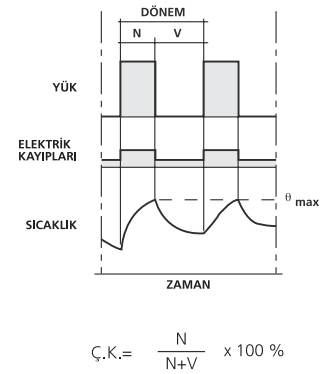 DÖNEM
N V
YÜK
ELEKTRİK
KAYIPLARI
θ max
SICAKLIK
ZAMAN
Ç.K.= N / N+V x 100 %